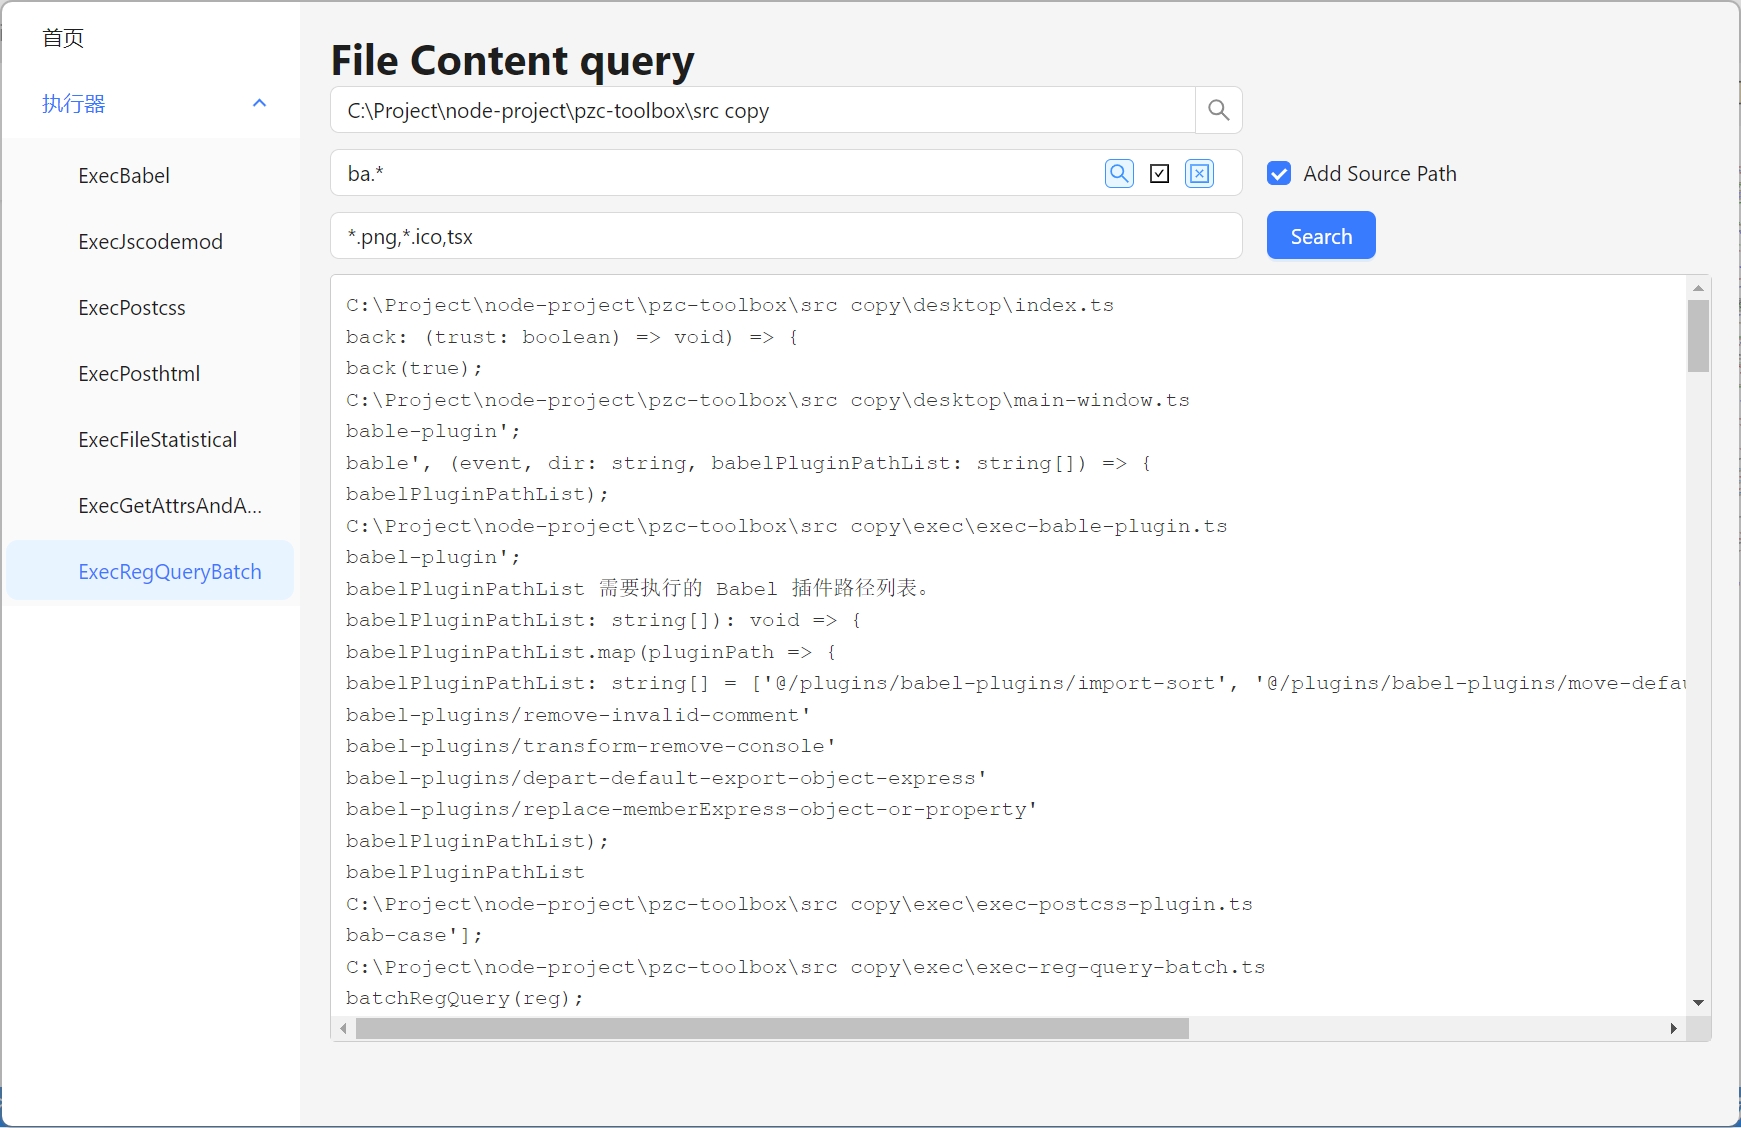 首页
执行器
ExecBabel
ExecJscodemod
ExecPostcss
ExecPosthtml
ExecFileStatistical
ExecGetAttrsAndA...
ExecRegQueryBatch
File Content query
C:\Project\node-project\pzc-toolbox\src copy
ba.*
Add Source Path
*.png,*.ico,tsx
Search
C:\Project\node-project\pzc-toolbox\src copy\desktop\index.ts
back: (trust: boolean) => void) => {
back(true);
C:\Project\node-project\pzc-toolbox\src copy\desktop\main-window.ts
bable-plugin';
bable', (event, dir: string, babelPluginPathList: string[]) => {
babelPluginPathList);
C:\Project\node-project\pzc-toolbox\src copy\exec\exec-bable-plugin.ts
babel-plugin';
babelPluginPathList 需要执行的 Babel 插件路径列表。
babelPluginPathList: string[]): void => {
babelPluginPathList.map(pluginPath => {
babelPluginPathList: string[] = ['@/plugins/babel-plugins/import-sort', '@/plugins/babel-plugins/move-defau
babel-plugins/remove-invalid-comment'
babel-plugins/transform-remove-console'
babel-plugins/depart-default-export-object-express'
babel-plugins/replace-memberExpress-object-or-property'
babelPluginPathList);
babelPluginPathList
C:\Project\node-project\pzc-toolbox\src copy\exec\exec-postcss-plugin.ts
bab-case'];
C:\Project\node-project\pzc-toolbox\src copy\exec\exec-reg-query-batch.ts
batchRegQuery(reg);